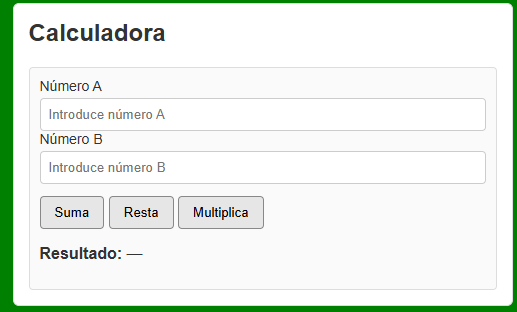 Calculadora
Número A
Introduce número A
Número B
Introduce número B
Suma Resta Multiplica
Resultado: —